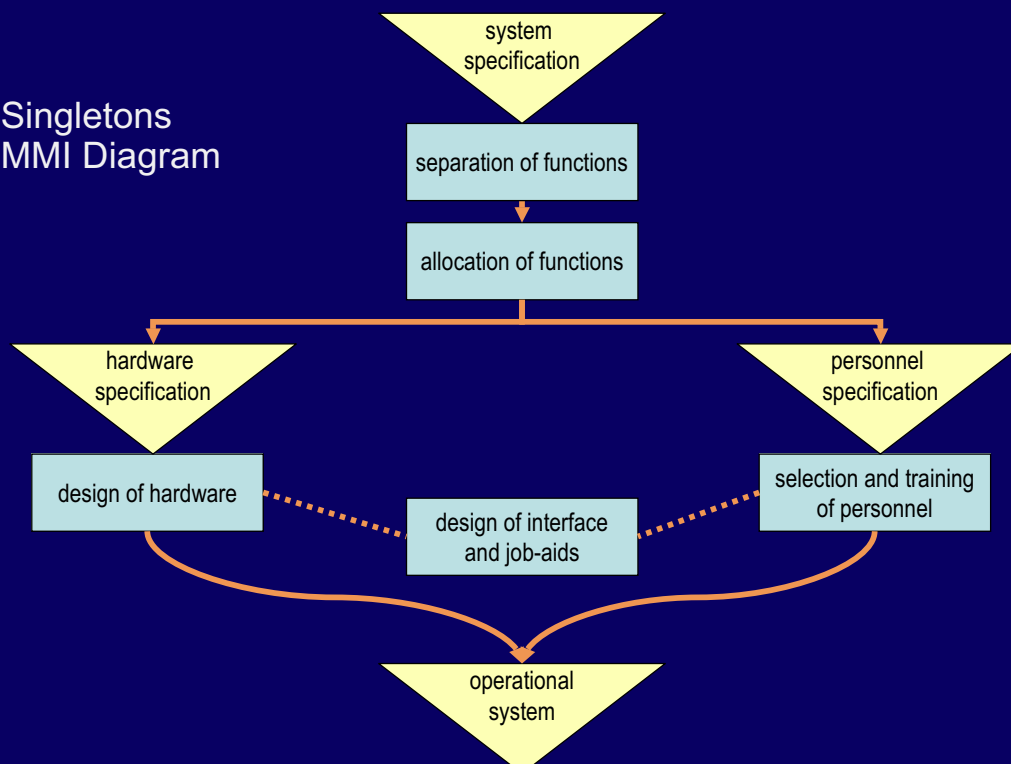 system
specification
Singletons
MMI Diagram
separation of functions
allocation of functions
hardware
specification
personnel
specification
design of hardware
selection and training
of personnel
design of interface
and job-aids
operational
system